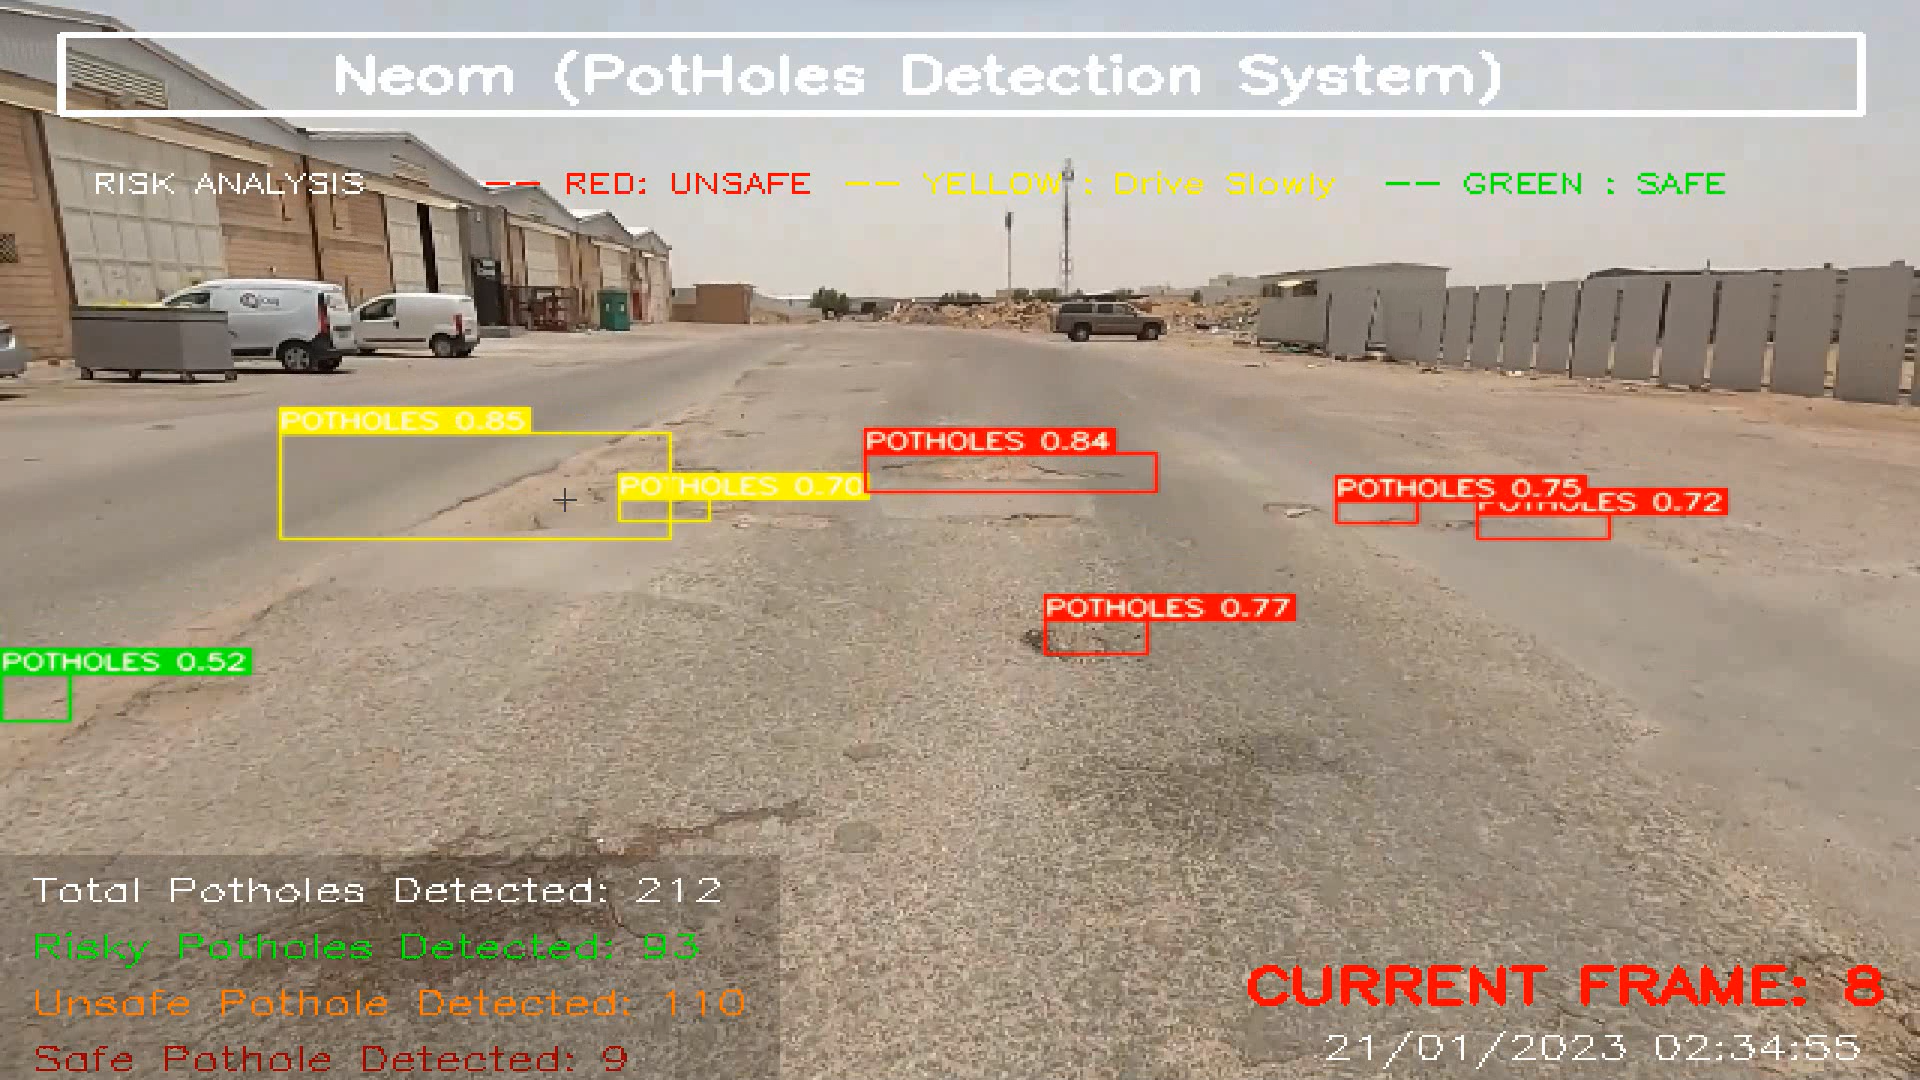 Neom (PotHoles Detection System)
RISK ANALYSIS -- RED: UNSAFE -- YELLOW : Drive Slowly -- GREEN : SAFE
POTHOLES 0.85
POTHOLES 0.84
POTHOLES 0.70
POTHOLES 0.75
POTHOLES 0.72
POTHOLES 0.77
POTHOLES 0.52
Total Potholes Detected: 212
Risky Potholes Detected: 93
Unsafe Pothole Detected: 110
Safe Pothole Detected: 9
CURRENT FRAME: 8
21/01/2023 02:34:55